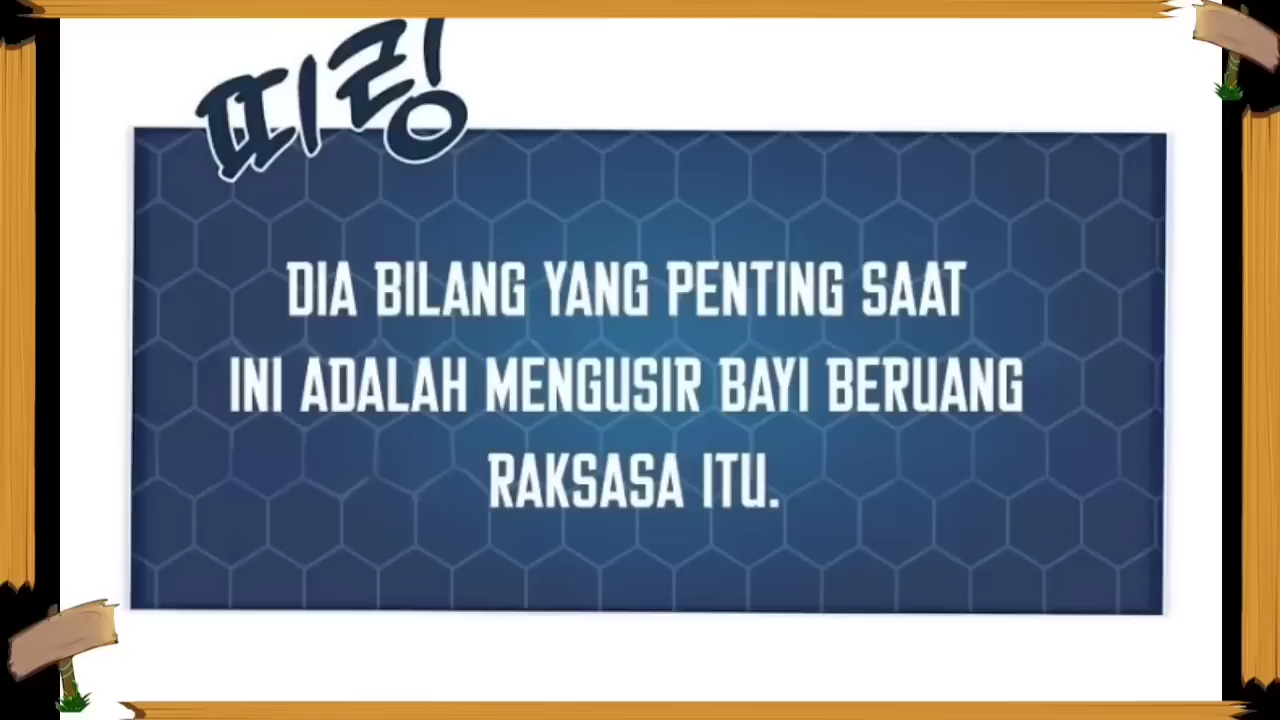 띠링
DIA BILANG YANG PENTING SAAT
INI ADALAH MENGUSIR BAYI BERUANG
RAKSASA ITU.